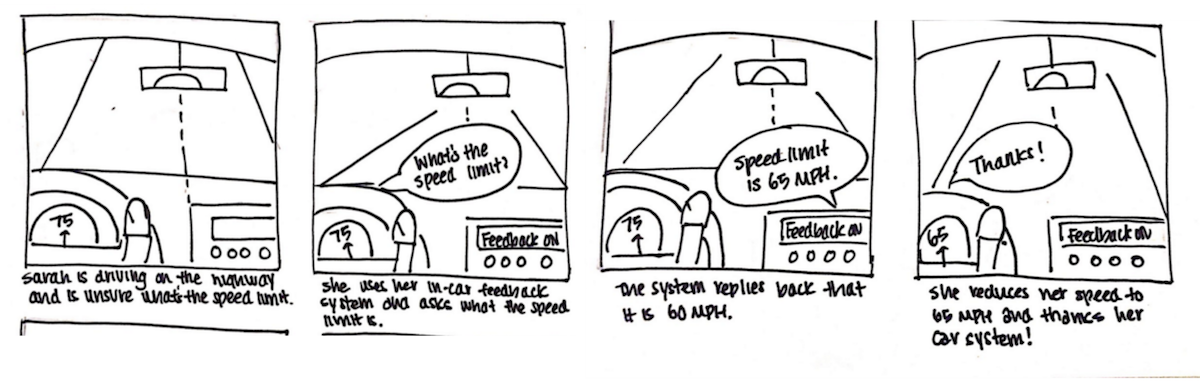 75
Sarah is driving on the highway
and is unsure what's the speed limit.
What's the
speed limit?
75
Feedback ON
She uses her in-car feedback
system and asks what the speed
limit is.
Speed limit
is 65 MPH.
75
Feedback ON
The system replies back that
it is 60 MPH.
Thanks!
65
Feedback ON
She reduces her speed to
65 MPH and thanks her
car system!